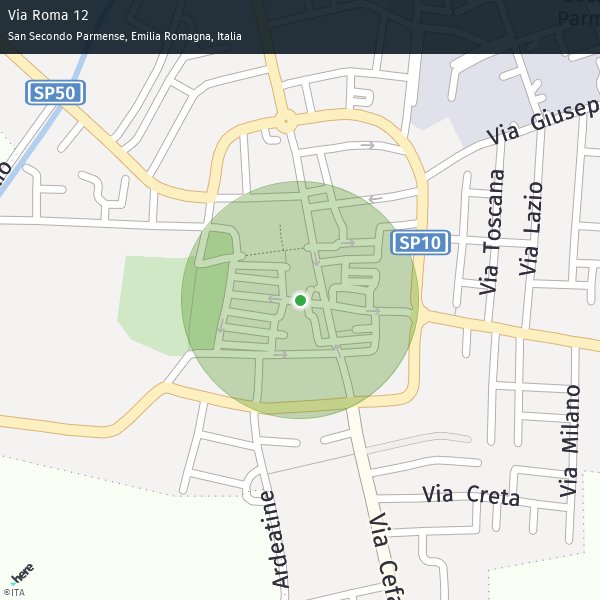 Via Roma 12
San Secondo Parmense, Emilia Romagna, Italia
Parm
SP50
Via Giusep
Via Toscana
Via Lazio
SP10
Via Milano
Via Creta
Ardeatine
Via Cefa
here
©ITA